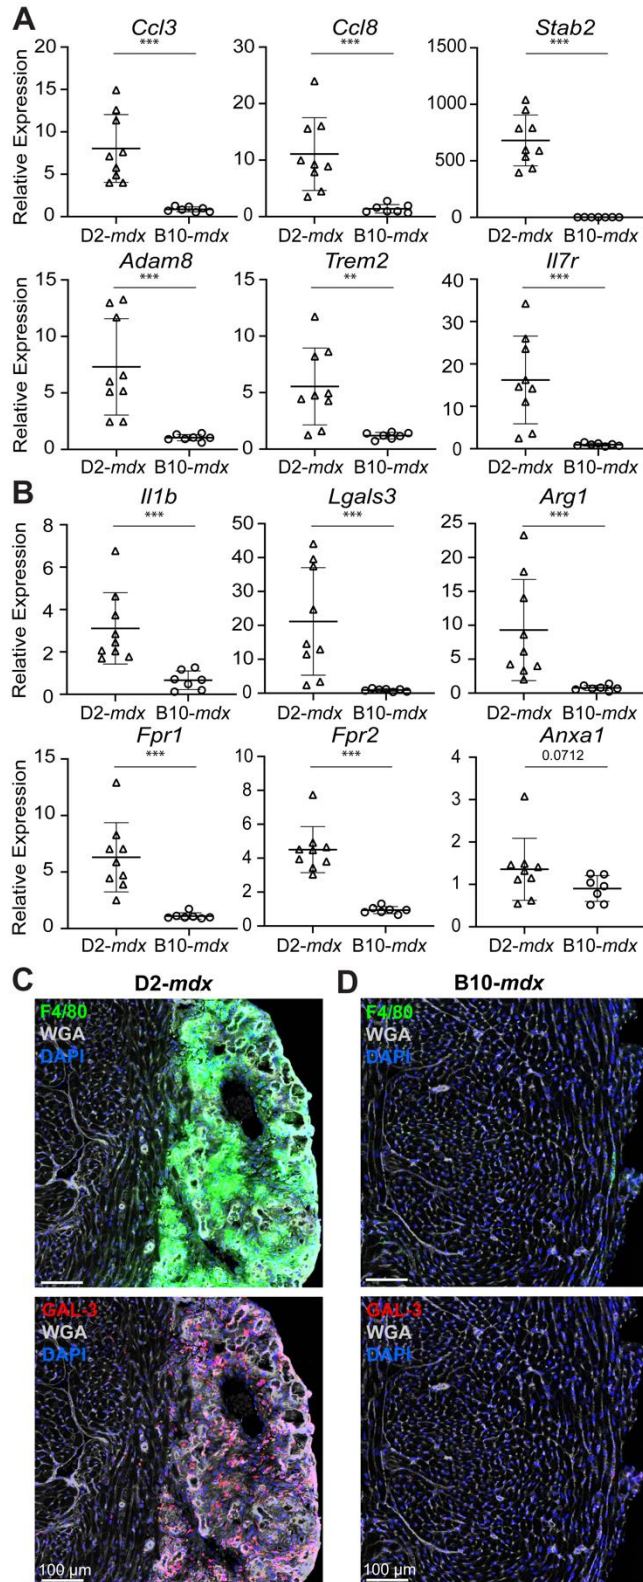 A
Ccl3
Ccl8
Stab2
***
***
***
Relative Expression
20
15
10
5
0
30
20
10
0
1500
1000
500
0
D2-mdx B10-mdx
D2-mdx B10-mdx
D2-mdx B10-mdx
Adam8
Trem2
Il7r
***
**
***
Relative Expression
15
10
5
0
15
10
5
0
40
30
20
10
0
D2-mdx B10-mdx
D2-mdx B10-mdx
D2-mdx B10-mdx
B
Il1b
Lgals3
Arg1
***
***
***
Relative Expression
8
6
4
2
0
50
40
30
20
10
0
25
20
15
10
5
0
D2-mdx B10-mdx
D2-mdx B10-mdx
D2-mdx B10-mdx
Fpr1
Fpr2
Anxa1
***
***
0.0712
Relative Expression
15
10
5
0
10
8
6
4
2
0
4
3
2
1
0
D2-mdx B10-mdx
D2-mdx B10-mdx
D2-mdx B10-mdx
C
D2-mdx
F4/80
WGA
DAPI
GAL-3
WGA
DAPI
100 µm
D
B10-mdx
F4/80
WGA
DAPI
GAL-3
WGA
DAPI
100 µm